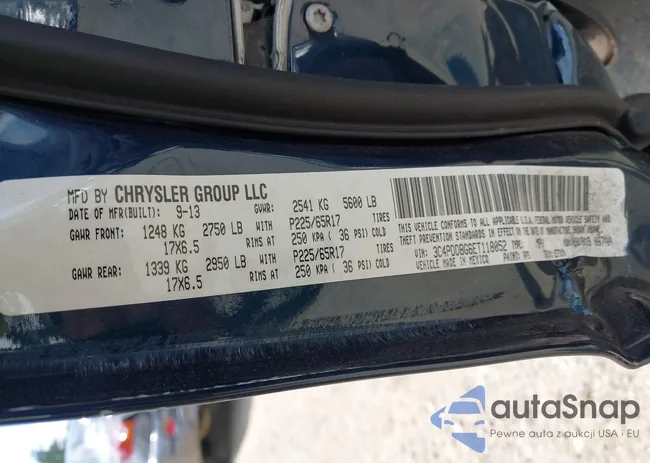 MFD BY CHRYSLER GROUP LLC
DATE OF MFR(BUILT): 9-13 GVWR: 2541 KG 5600 LB
GAWR FRONT: 1248 KG 2750 LB P225/65R17 TIRES
17X6.5 RIMS AT 250 KPA ( 36 PSI) COLD
GAWR REAR: 1339 KG 2950 LB P225/65R17 TIRES
17X6.5 RIMS AT 250 KPA ( 36 PSI) COLD
THIS VEHICLE CONFORMS TO ALL APPLICABLE U.S.A. FEDERAL MOTOR VEHICLE SAFETY AND
THEFT PREVENTION STANDARDS IN EFFECT ON THE DATE OF MANUFACTURE SHOWN ABOVE.
VIN: TYPE: MPV
VEHICLE MADE IN MEXICO PAINT:
autaSnap
Pewne auta z aukcji USA i EU